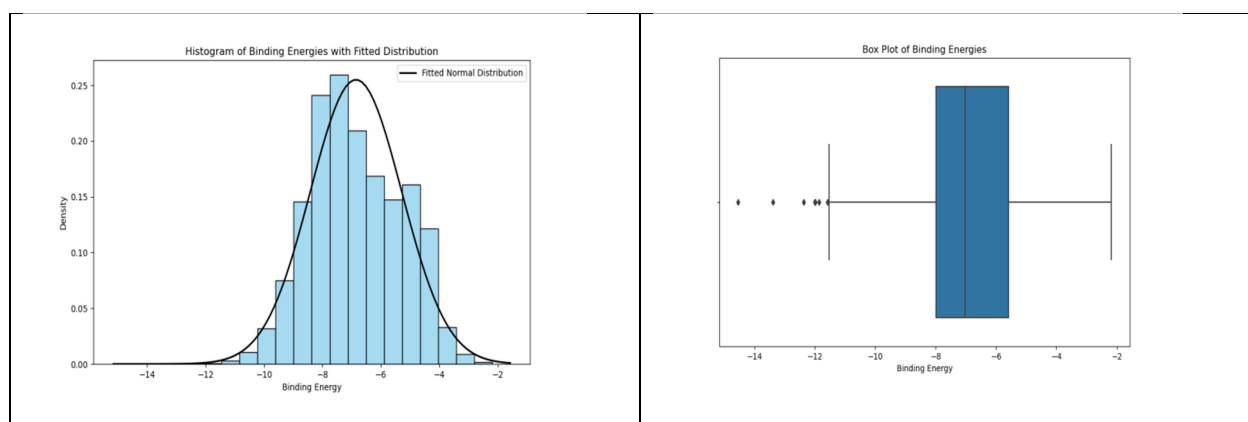 Histogram of Binding Energies with Fitted Distribution
Fitted Normal Distribution
0.25
0.20
0.15
0.10
0.05
0.00
Density
−14 −12 −10 −8 −6 −4 −2
Binding Energy
Box Plot of Binding Energies
−14 −12 −10 −8 −6 −4 −2
Binding Energy